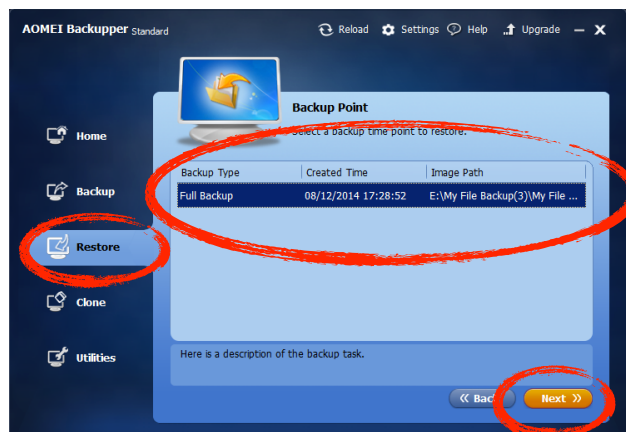 AOMEI Backupper Standard
Reload Settings Help Upgrade
Backup Point
Select a backup time point to restore.
Home
Backup
Restore
Clone
Utilities
Backup Type Created Time Image Path
Full Backup 08/12/2014 17:28:52 E:\My File Backup(3)\My File ...
Here is a description of the backup task.
Back Next